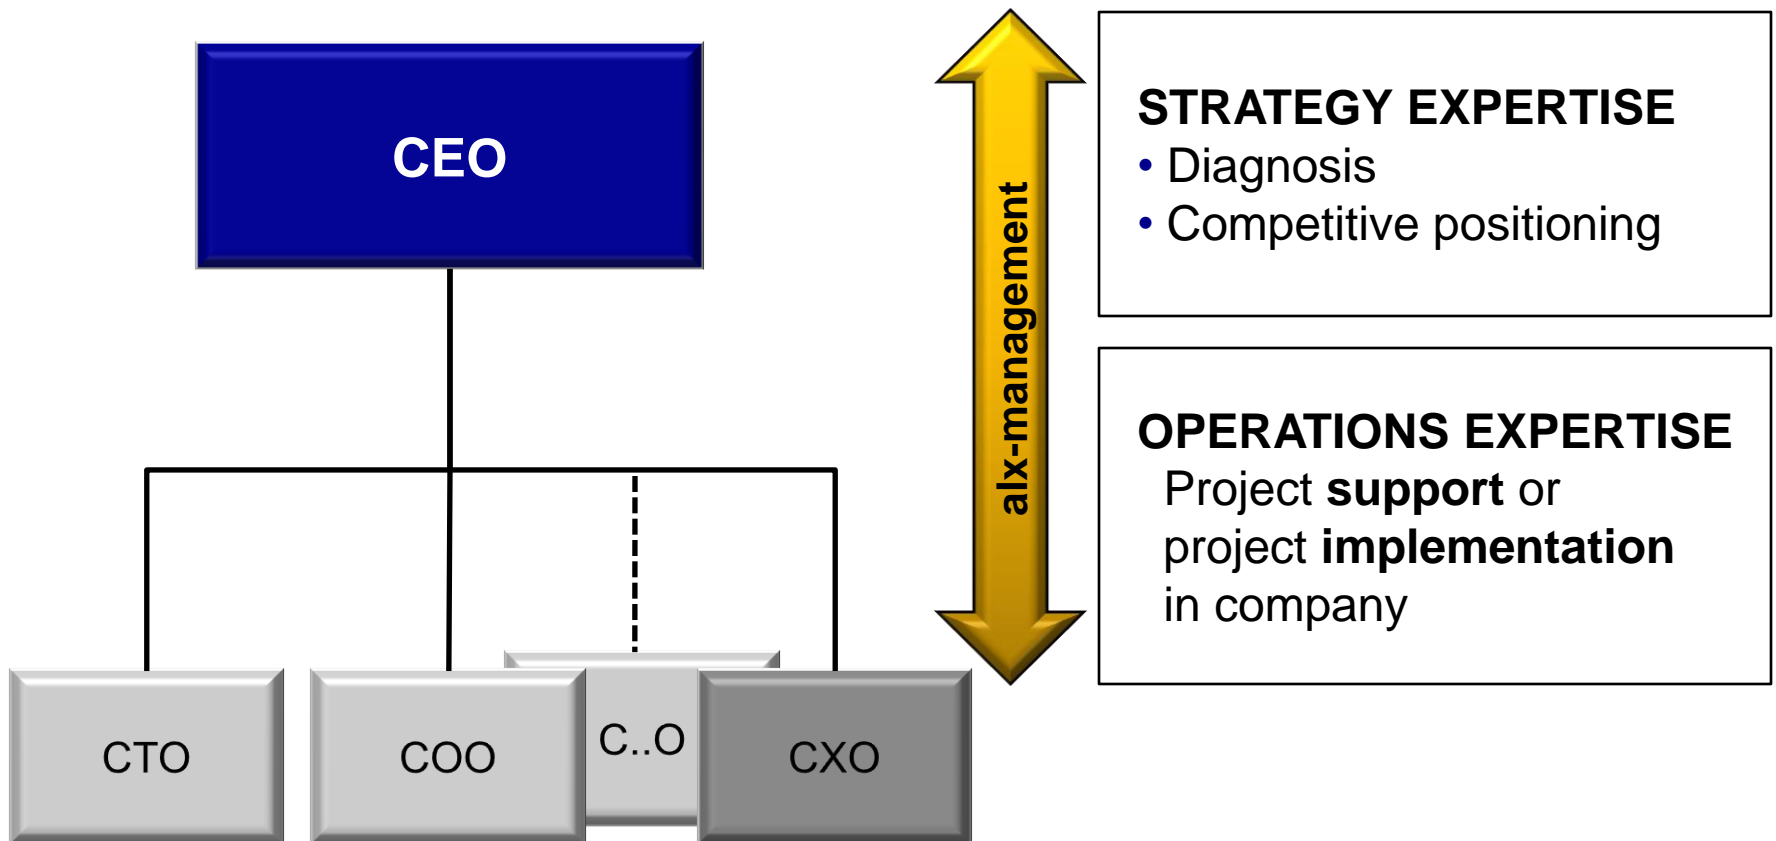 CEO
CTO
COO
C..O
CXO
alx-management
STRATEGY EXPERTISE
• Diagnosis
• Competitive positioning
OPERATIONS EXPERTISE
Project support or
project implementation
in company